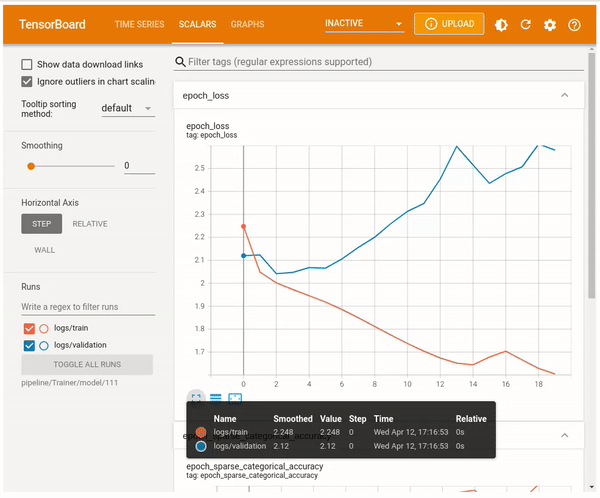 TensorBoard TIME SERIES SCALARS GRAPHS INACTIVE UPLOAD
Show data download links
Ignore outliers in chart scaling
Tooltip sorting method: default
Smoothing
0
Horizontal Axis
STEP RELATIVE
WALL
Runs
Write a regex to filter runs
logs/train
logs/validation
TOGGLE ALL RUNS
pipeline/Trainer/model/111
Filter tags (regular expressions supported)
epoch_loss
epoch_loss
tag: epoch_loss
2.5
2.4
2.3
2.2
2.1
2
1.9
1.8
1.7
0 2 4 6 8 10 12 14 16 18
Name Smoothed Value Step Time Relative
logs/train 2.248 2.248 0 Wed Apr 12, 17:16:53 0s
logs/validation 2.12 2.12 0 Wed Apr 12, 17:16:53 0s
epoch_sparse_categorical_accuracy
epoch_sparse_categorical_accuracy
tag: epoch_sparse_categorical_accuracy